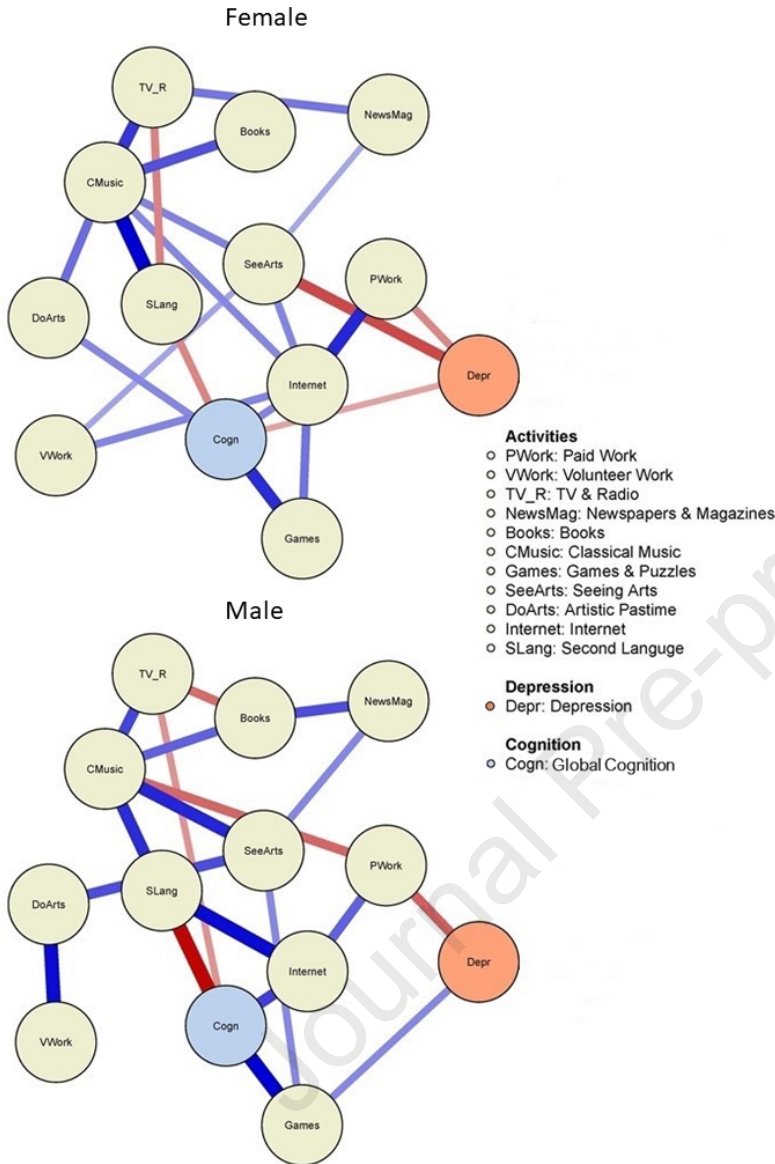 Female
TV_R
NewsMag
Books
CMusic
SeeArts
PWork
SLang
DoArts
Internet
Depr
Cogn
VWork
Games
Activities
PWork: Paid Work
VWork: Volunteer Work
TV_R: TV & Radio
NewsMag: Newspapers & Magazines
Books: Books
CMusic: Classical Music
Games: Games & Puzzles
SeeArts: Seeing Arts
DoArts: Artistic Pastime
Internet: Internet
SLang: Second Languge
Depression
Depr: Depression
Cognition
Cogn: Global Cognition
Male
TV_R
NewsMag
Books
CMusic
SeeArts
PWork
SLang
DoArts
Internet
Depr
Cogn
VWork
Games
Journal Pre-pr